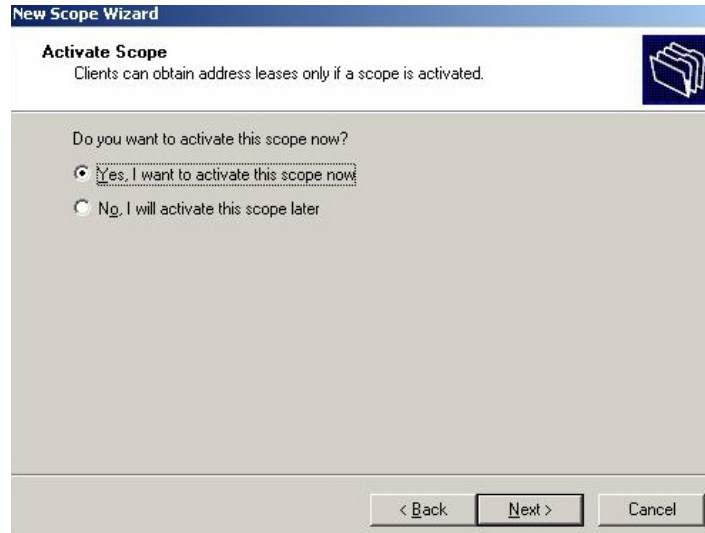 New Scope Wizard
Activate Scope
Clients can obtain address leases only if a scope is activated.
Do you want to activate this scope now?
Yes, I want to activate this scope now
No, I will activate this scope later
< Back Next > Cancel